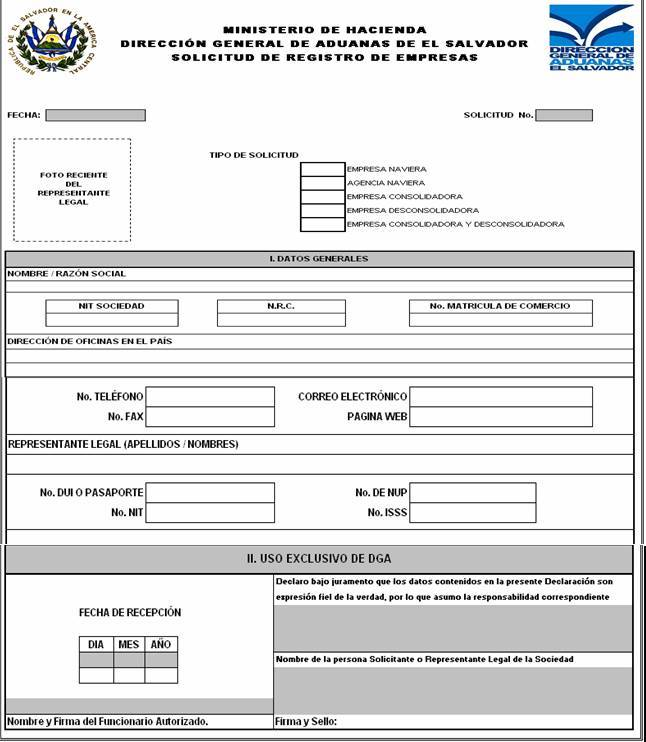 REPUBLICA DE EL SALVADOR EN LA AMERICA CENTRAL
MINISTERIO DE HACIENDA
DIRECCIÓN GENERAL DE ADUANAS DE EL SALVADOR
SOLICITUD DE REGISTRO DE EMPRESAS
DIRECCION
GENERAL DE
ADUANAS
EL SALVADOR
FECHA:
SOLICITUD No.
FOTO RECIENTE
DEL
REPRESENTANTE
LEGAL
TIPO DE SOLICITUD
EMPRESA NAVIERA
AGENCIA NAVIERA
EMPRESA CONSOLIDADORA
EMPRESA DESCONSOLIDADORA
EMPRESA CONSOLIDADORA Y DESCONSOLIDADORA
I. DATOS GENERALES
NOMBRE / RAZÓN SOCIAL
NIT SOCIEDAD
N.R.C.
No. MATRICULA DE COMERCIO
DIRECCIÓN DE OFICINAS EN EL PAÍS
No. TELÉFONO
CORREO ELECTRÓNICO
No. FAX
PAGINA WEB
REPRESENTANTE LEGAL (APELLIDOS / NOMBRES)
No. DUI O PASAPORTE
No. DE NUP
No. NIT
No. ISSS
II. USO EXCLUSIVO DE DGA
FECHA DE RECEPCIÓN
DIA MES AÑO
Declaro bajo juramento que los datos contenidos en la presente Declaración son
expresión fiel de la verdad, por lo que asumo la responsabilidad correspondiente
Nombre de la persona Solicitante o Representante Legal de la Sociedad
Nombre y Firma del Funcionario Autorizado.
Firma y Sello: